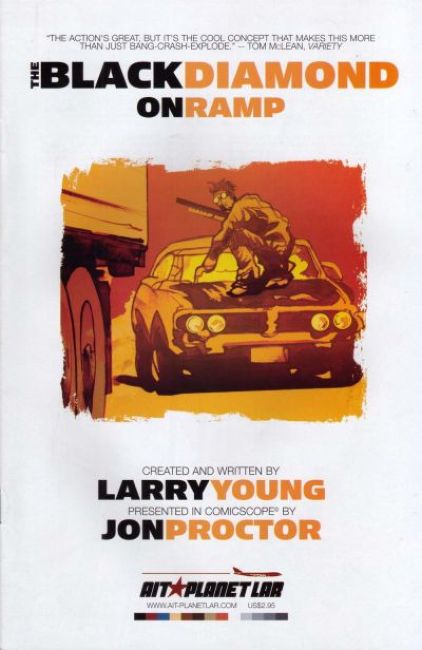 "THE ACTION'S GREAT, BUT IT'S THE COOL CONCEPT THAT MAKES THIS MORE
THAN JUST BANG-CRASH-EXPLODE." — TOM McLEAN, VARIETY
THE BLACKDIAMOND
ONRAMP
CREATED AND WRITTEN BY
LARRYYOUNG
PRESENTED IN COMICSCOPE® BY
JONPROCTOR
AIT★PLANET LAR
WWW.AIT-PLANETLAR.COM US$2.95